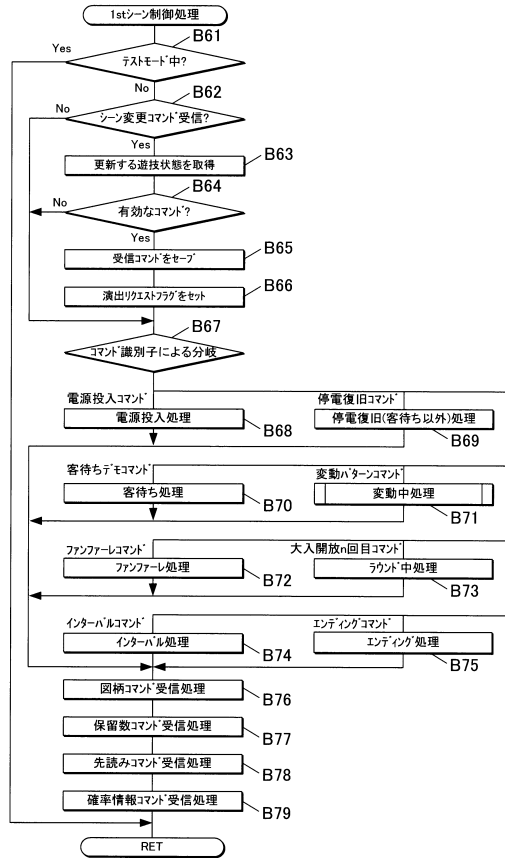 1stシーン制御処理
B61
Yes
テストモード中?
No
B62
No
シーン変更コマンド受信?
Yes
B63
更新する遊技状態を取得
B64
No
有効なコマンド?
Yes
B65
受信コマンドをセーブ
B66
演出リクエストフラグをセット
B67
コマンド識別子による分岐
電源投入コマンド
停電復旧コマンド
電源投入処理
停電復旧(客待ち以外)処理
B68
B69
客待ちデモコマンド
変動パターンコマンド
客待ち処理
変動中処理
B70
B71
ファンファーレコマンド
大入開放n回目コマンド
ファンファーレ処理
ラウンド中処理
B72
B73
インターバルコマンド
エンディングコマンド
インターバル処理
エンディング処理
B74
B75
図柄コマンド受信処理
B76
保留数コマンド受信処理
B77
先読みコマンド受信処理
B78
確率情報コマンド受信処理
B79
RET